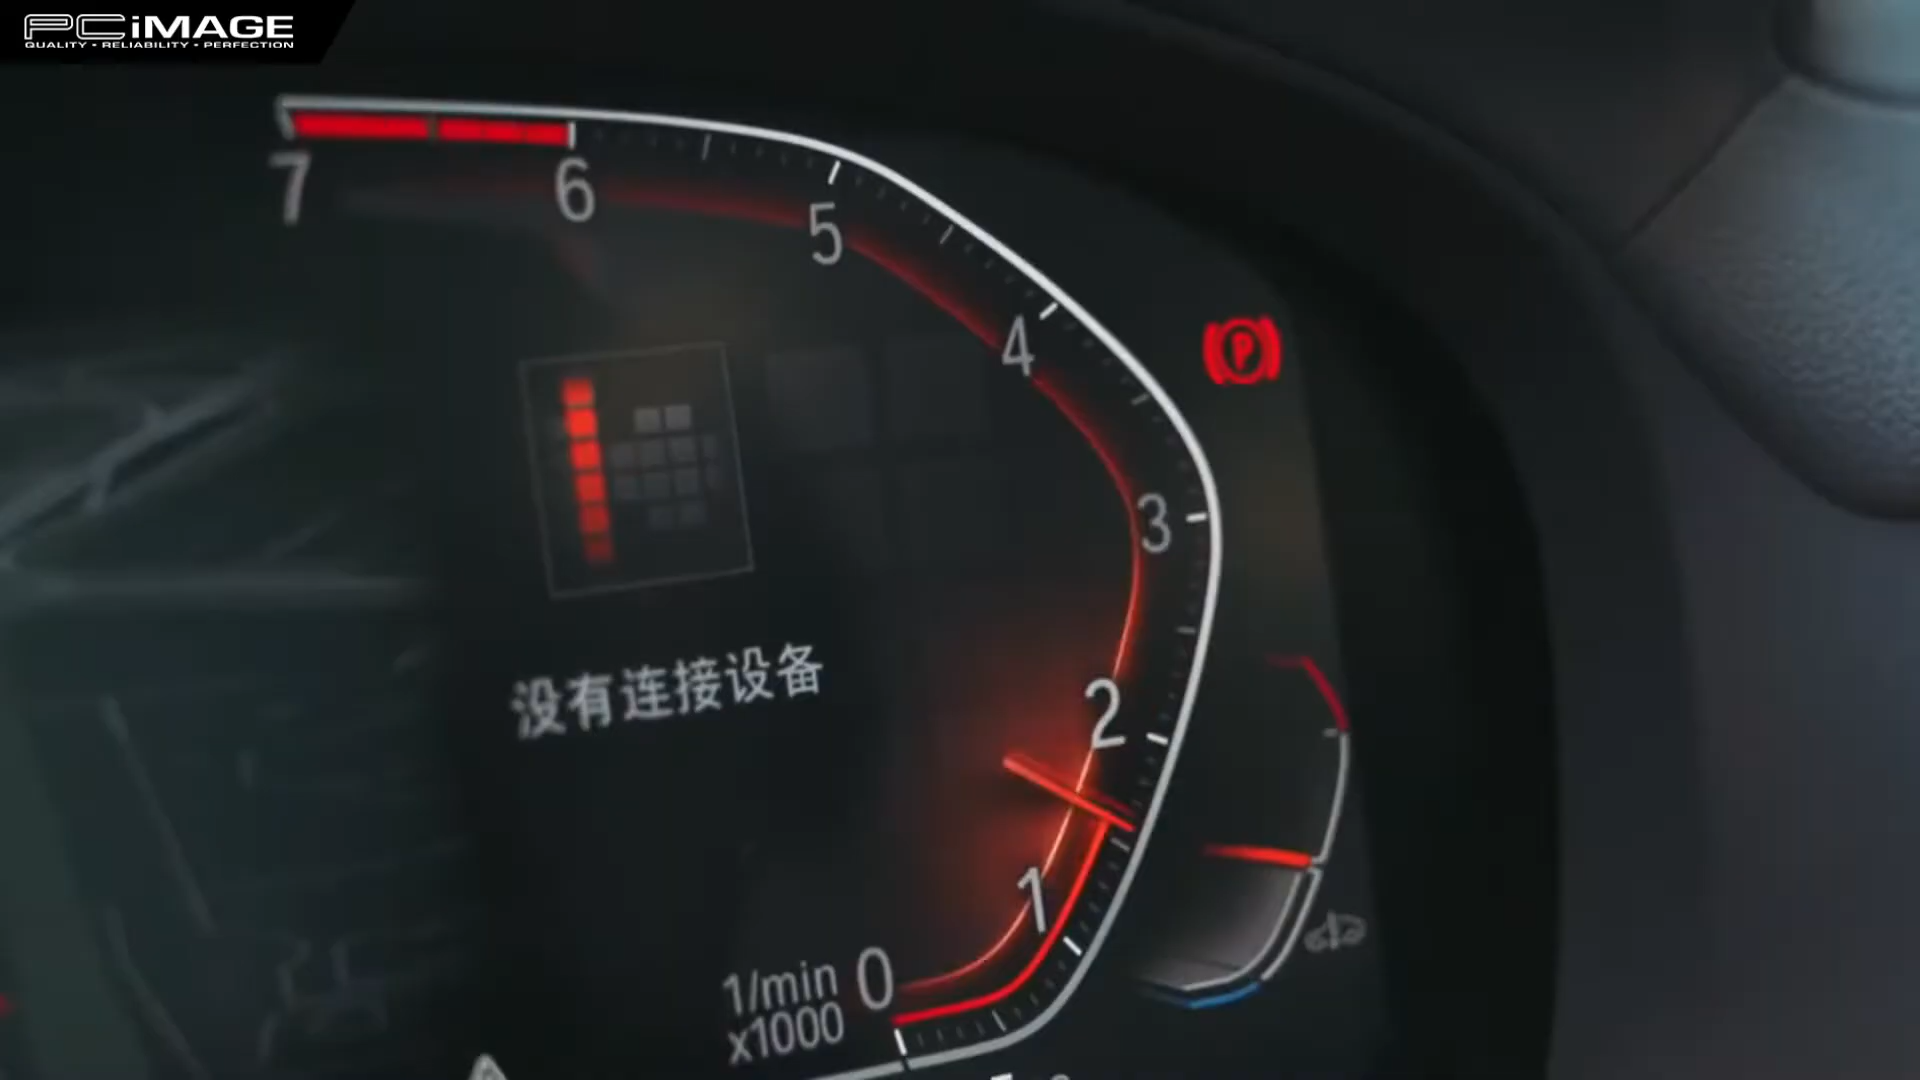 PCiMAGE
QUALITY • RELIABILITY • PERFECTION
7
6
5
4
P
3
没有连接设备
2
1
1/min 0
x1000